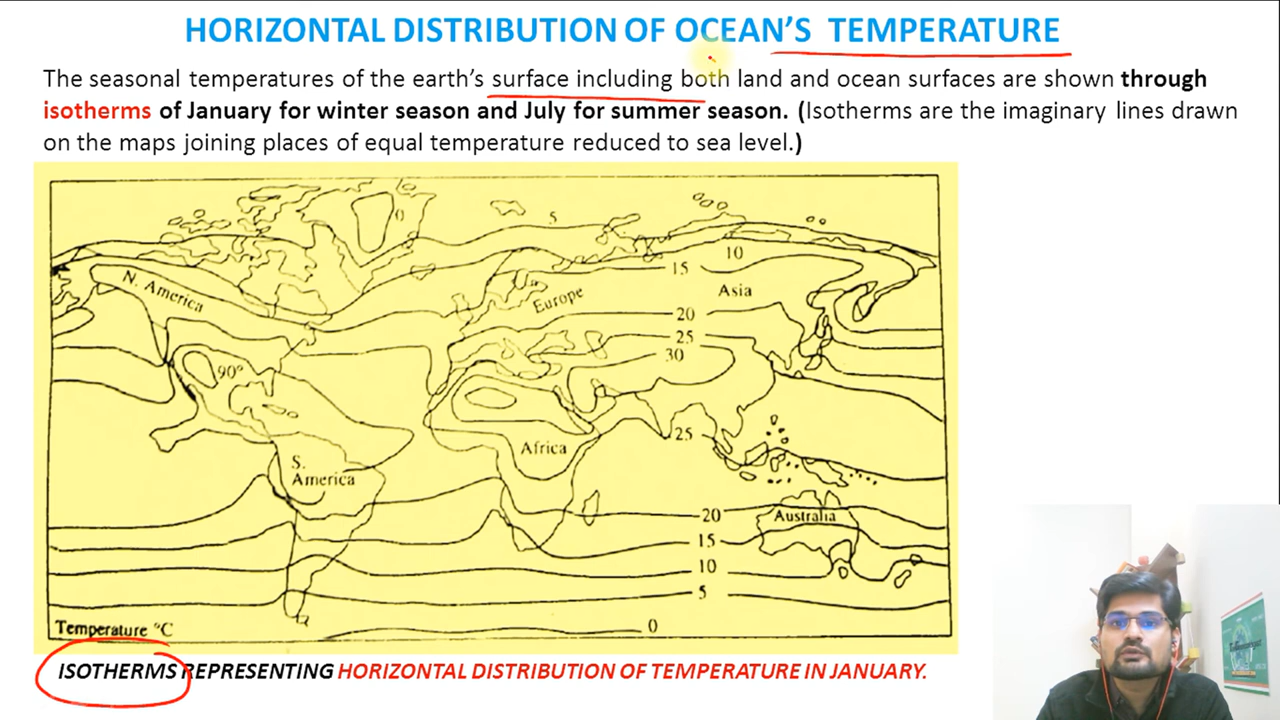 HORIZONTAL DISTRIBUTION OF OCEAN'S TEMPERATURE
The seasonal temperatures of the earth's surface including both land and ocean surfaces are shown through
isotherms of January for winter season and July for summer season. (Isotherms are the imaginary lines drawn
on the maps joining places of equal temperature reduced to sea level.)
0
5
10
15
N. America
Europe
Asia
20
25
30
90°
25
Africa
S.
America
20
Australia
15
10
5
0
Temperature °C
ISOTHERMS REPRESENTING HORIZONTAL DISTRIBUTION OF TEMPERATURE IN JANUARY.